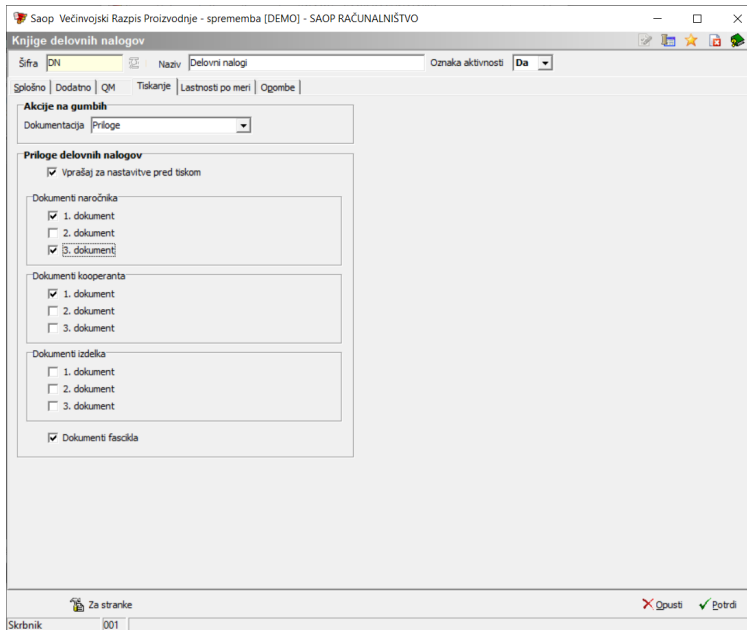 Saop Večinvojski Razpis Proizvodnje - sprememba [DEMO] - SAOP RAČUNALNIŠTVO
Knjige delovnih nalogov
Šifra DN Naziv Delovni nalogi Oznaka aktivnosti Da
Splošno Dodatno QM Tiskanje Lastnosti po meri Opombe
Akcije na gumbih
Dokumentacija Priloge
Priloge delovnih nalogov
Vprašaj za nastavitve pred tiskom
Dokumenti naročnika
1. dokument
2. dokument
3. dokument
Dokumenti kooperanta
1. dokument
2. dokument
3. dokument
Dokumenti izdelka
1. dokument
2. dokument
3. dokument
Dokumenti fascikla
Za stranke Opusti Potrdi
Skrbnik 001